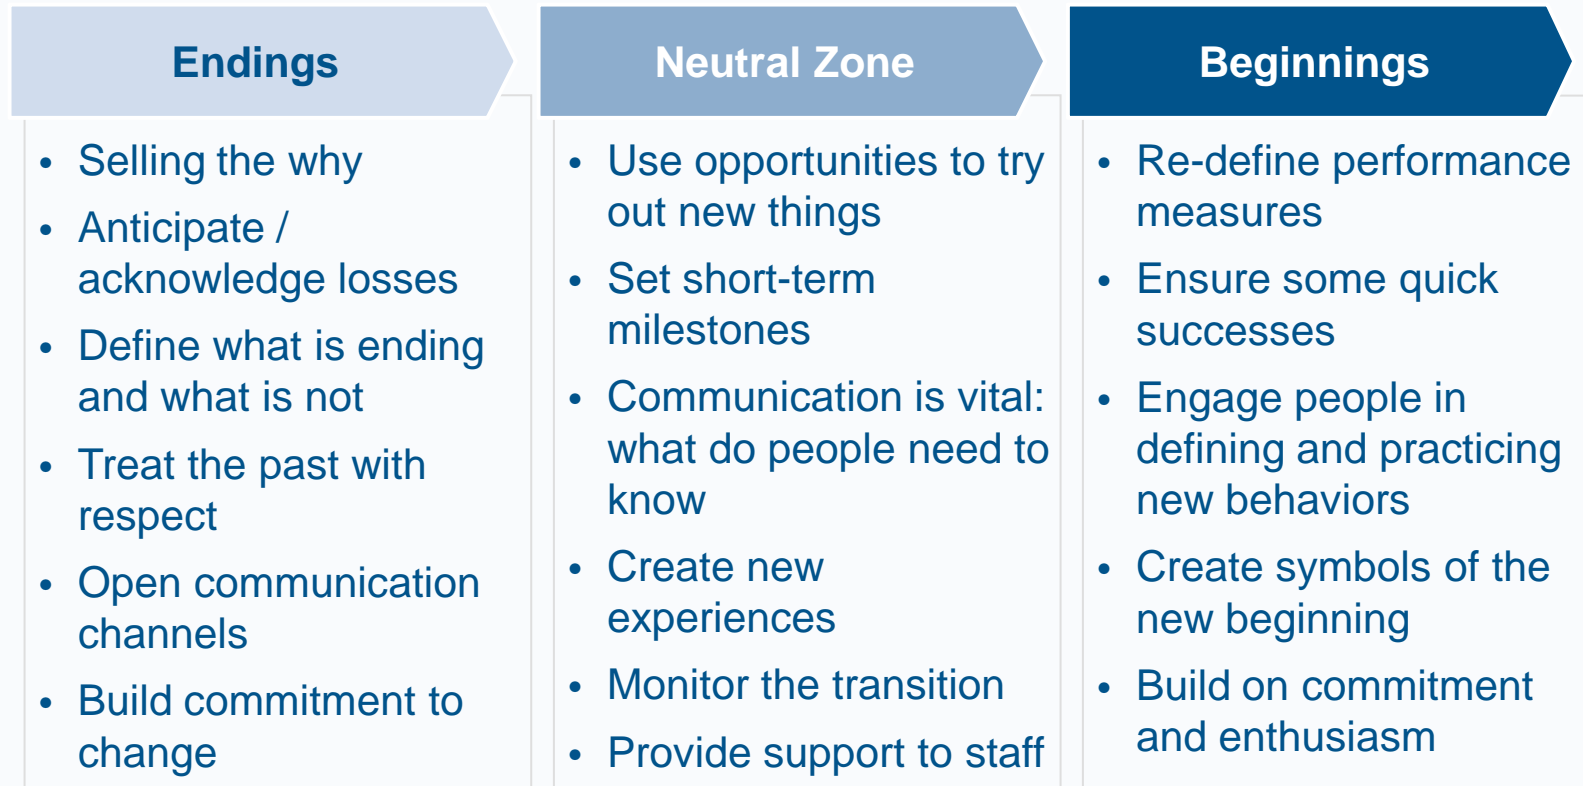 Endings
• Selling the why
• Anticipate /
acknowledge losses
• Define what is ending
and what is not
• Treat the past with
respect
• Open communication
channels
• Build commitment to
change
Neutral Zone
• Use opportunities to try
out new things
• Set short-term
milestones
• Communication is vital:
what do people need to
know
• Create new
experiences
• Monitor the transition
• Provide support to staff
Beginnings
• Re-define performance
measures
• Ensure some quick
successes
• Engage people in
defining and practicing
new behaviors
• Create symbols of the
new beginning
• Build on commitment
and enthusiasm